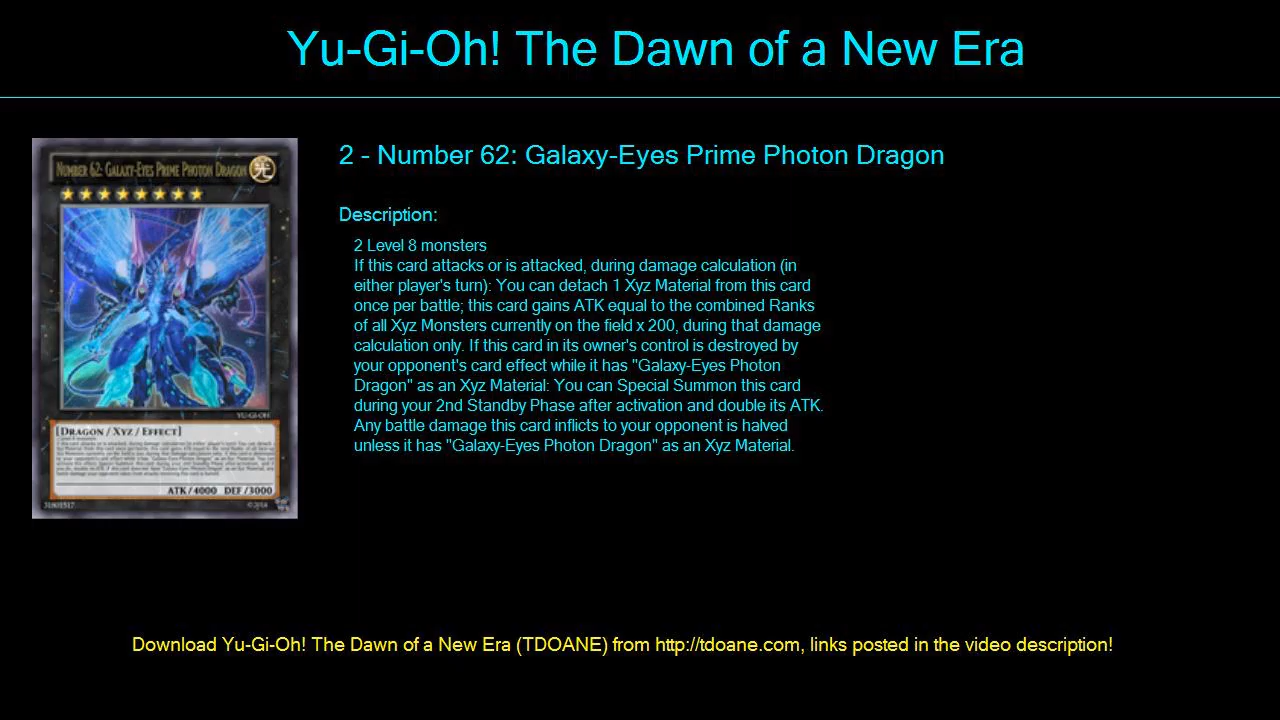 Yu-Gi-Oh! The Dawn of a New Era
2 - Number 62: Galaxy-Eyes Prime Photon Dragon
Description:
2 Level 8 monsters
If this card attacks or is attacked, during damage calculation (in
either player's turn): You can detach 1 Xyz Material from this card
once per battle; this card gains ATK equal to the combined Ranks
of all Xyz Monsters currently on the field x 200, during that damage
calculation only. If this card in its owner's control is destroyed by
your opponent's card effect while it has "Galaxy-Eyes Photon
Dragon" as an Xyz Material: You can Special Summon this card
during your 2nd Standby Phase after activation and double its ATK.
Any battle damage this card inflicts to your opponent is halved
unless it has "Galaxy-Eyes Photon Dragon" as an Xyz Material.
Number 62: Galaxy-Eyes Prime Photon Dragon
光
YU-GI-OH
[Dragon / Xyz / Effect]
ATK/4000 DEF/3000
31801517
Download Yu-Gi-Oh! The Dawn of a New Era (TDOANE) from http://tdoane.com, links posted in the video description!